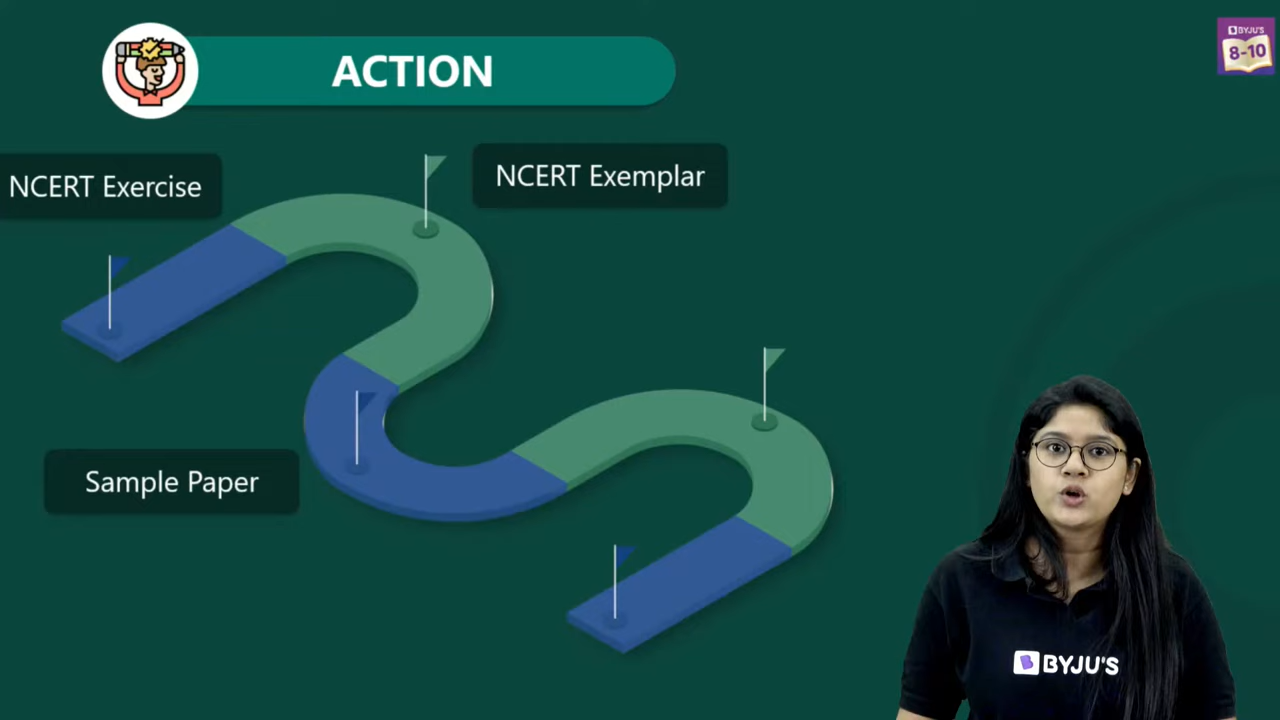 ACTION
BYJU'S
8-10
NCERT Exercise
NCERT Exemplar
Sample Paper
BYJU'S